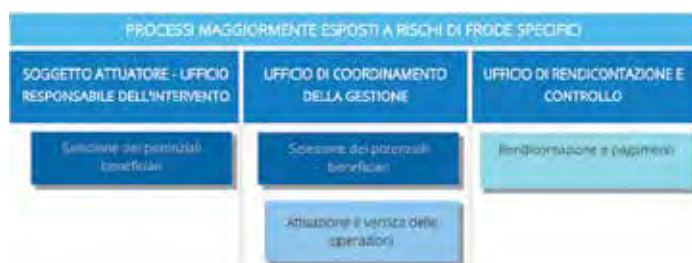 PROCESSI MAGGIORMENTE ESPOSTI A RISCHI DI FRODE SPECIFICI
SOGGETTO ATTUATORE - UFFICIO
RESPONSABILE DELL'INTERVENTO
UFFICIO DI COORDINAMENTO
DELLA GESTIONE
UFFICIO DI RENDICONTAZIONE E
CONTROLLO
Selezione dei potenziali
beneficiari
Selezione dei potenziali
beneficiari
Rendicontazione e pagamenti
Attuazione e verifica delle
operazioni